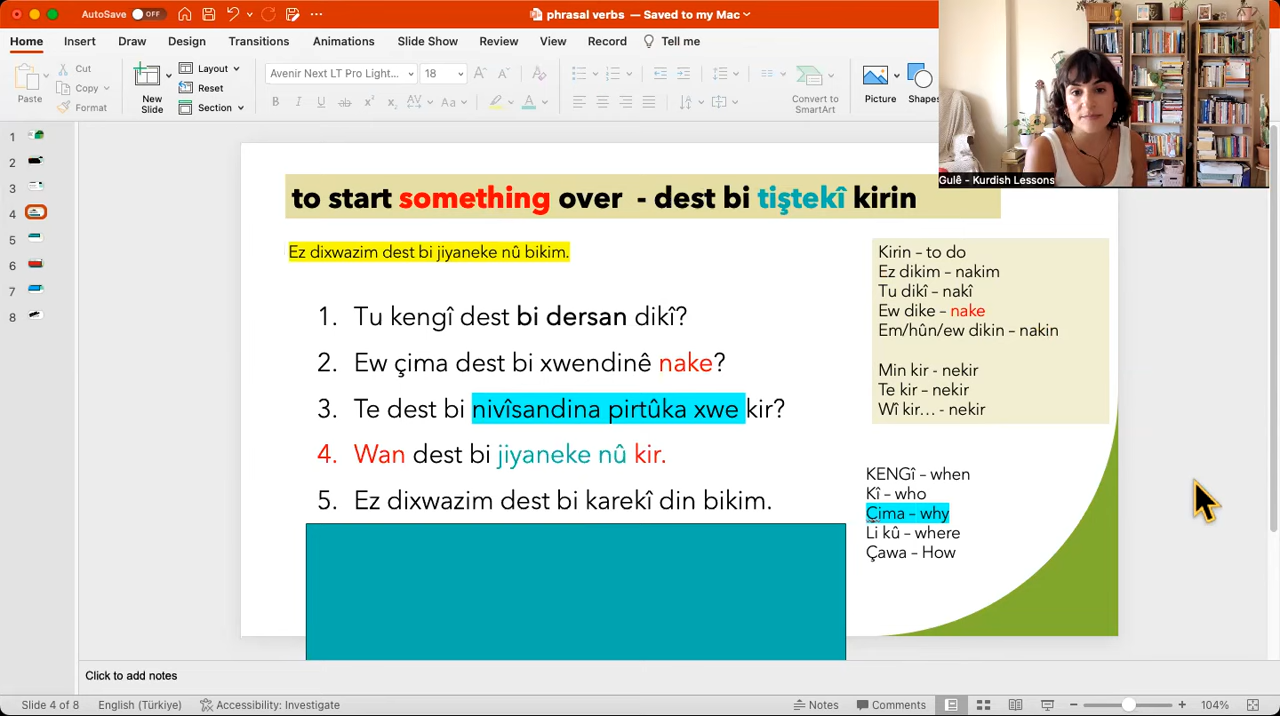 AutoSave OFF
phrasal verbs — Saved to my Mac
Home Insert Draw Design Transitions Animations Slide Show Review View Record Tell me
Paste
Cut
Copy
Format
New Slide
Layout
Reset
Section
Avenir Next LT Pro Light... 18
Convert to SmartArt
Picture
Shapes
Gulê - Kurdish Lessons
1
2
3
4
5
6
7
8
to start something over - dest bi tiştekî kirin
Ez dixwazim dest bi jiyaneke nû bikim.
1. Tu kengî dest bi dersan dikî?
2. Ew çima dest bi xwendinê nake?
3. Te dest bi nivîsandina pirtûka xwe kir?
4. Wan dest bi jiyaneke nû kir.
5. Ez dixwazim dest bi karekî din bikim.
Kirin – to do
Ez dikim – nakim
Tu dikî – nakî
Ew dike – nake
Em/hûn/ew dikin – nakin
Min kir - nekir
Te kir – nekir
Wî kir… - nekir
KENGî – when
Kî – who
Çima – why
Li kû – where
Çawa – How
Click to add notes
Slide 4 of 8 English (Türkiye) Accessibility: Investigate Notes Comments 104%